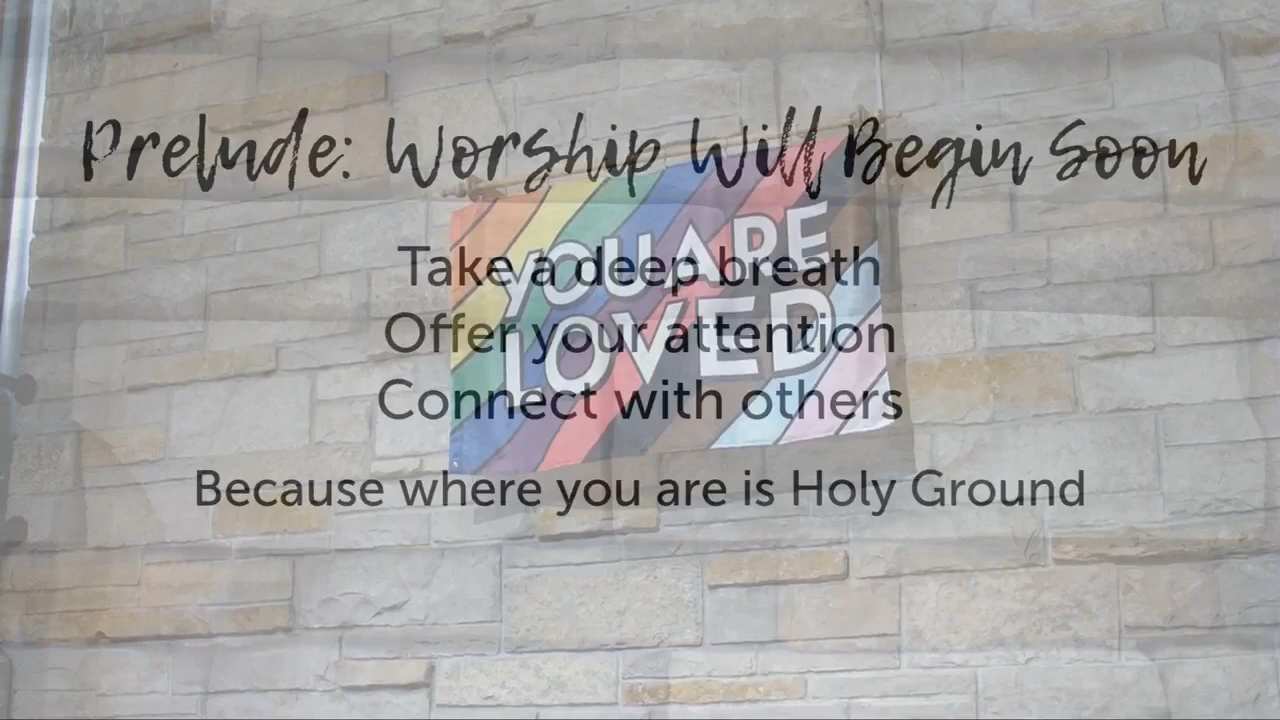 Prelude: Worship Will Begin Soon
YOU ARE
LOVED
Take a deep breath
Offer your attention
Connect with others
Because where you are is Holy Ground